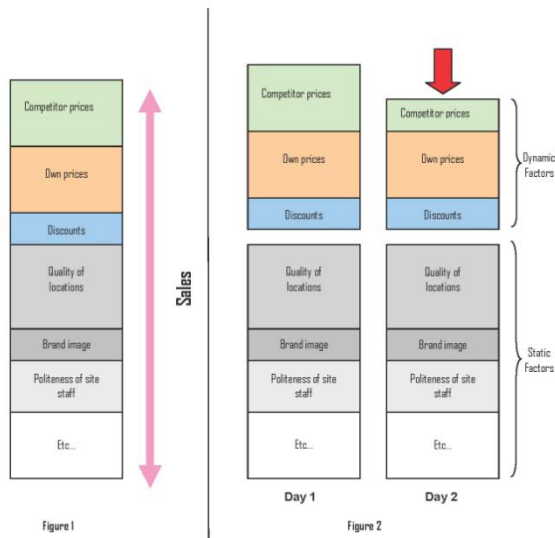 Competitor prices
Own prices
Discounts
Quality of
locations
Brand image
Politeness of site
staff
Etc...
Sales
Figure 1
Competitor prices
Own prices
Discounts
Quality of
locations
Brand image
Politeness of site
staff
Etc...
Day 1
Competitor prices
Own prices
Discounts
Quality of
locations
Brand image
Politeness of site
staff
Etc...
Day 2
Dynamic
Factors
Static
Factors
Figure 2